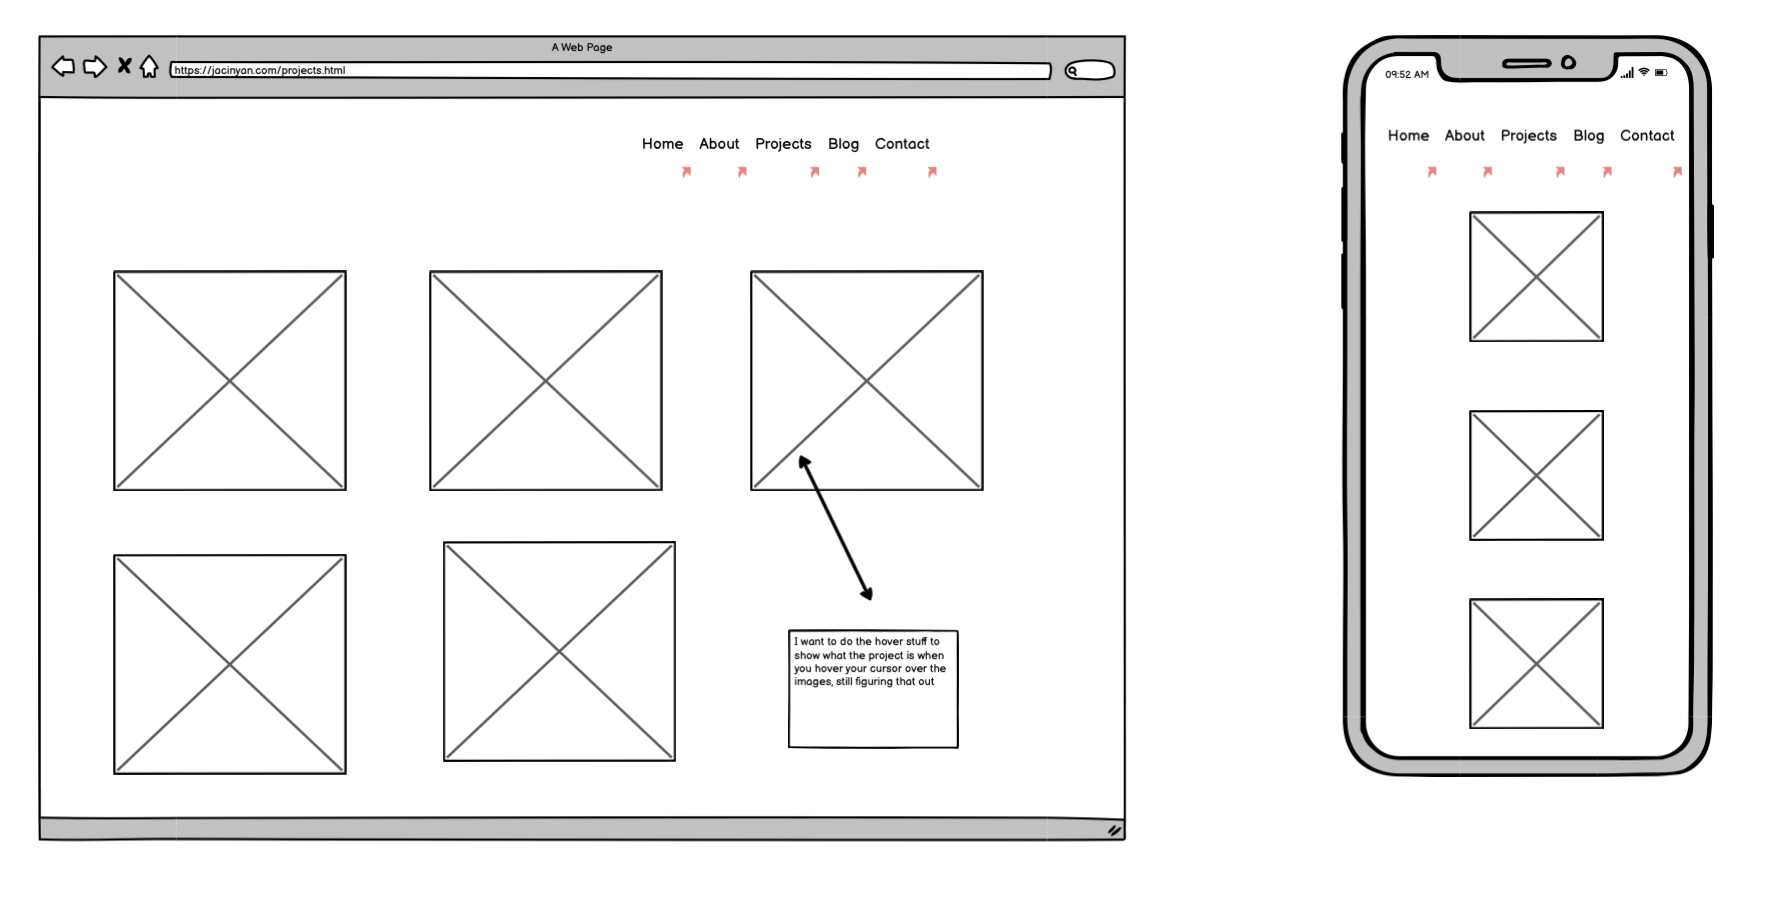 A Web Page
https://jacinyan.com/projects.html
Home About Projects Blog Contact
I want to do the hover stuff to
show what the project is when
you hover your cursor over the
images, still figuring that out
09:52 AM
Home About Projects Blog Contact